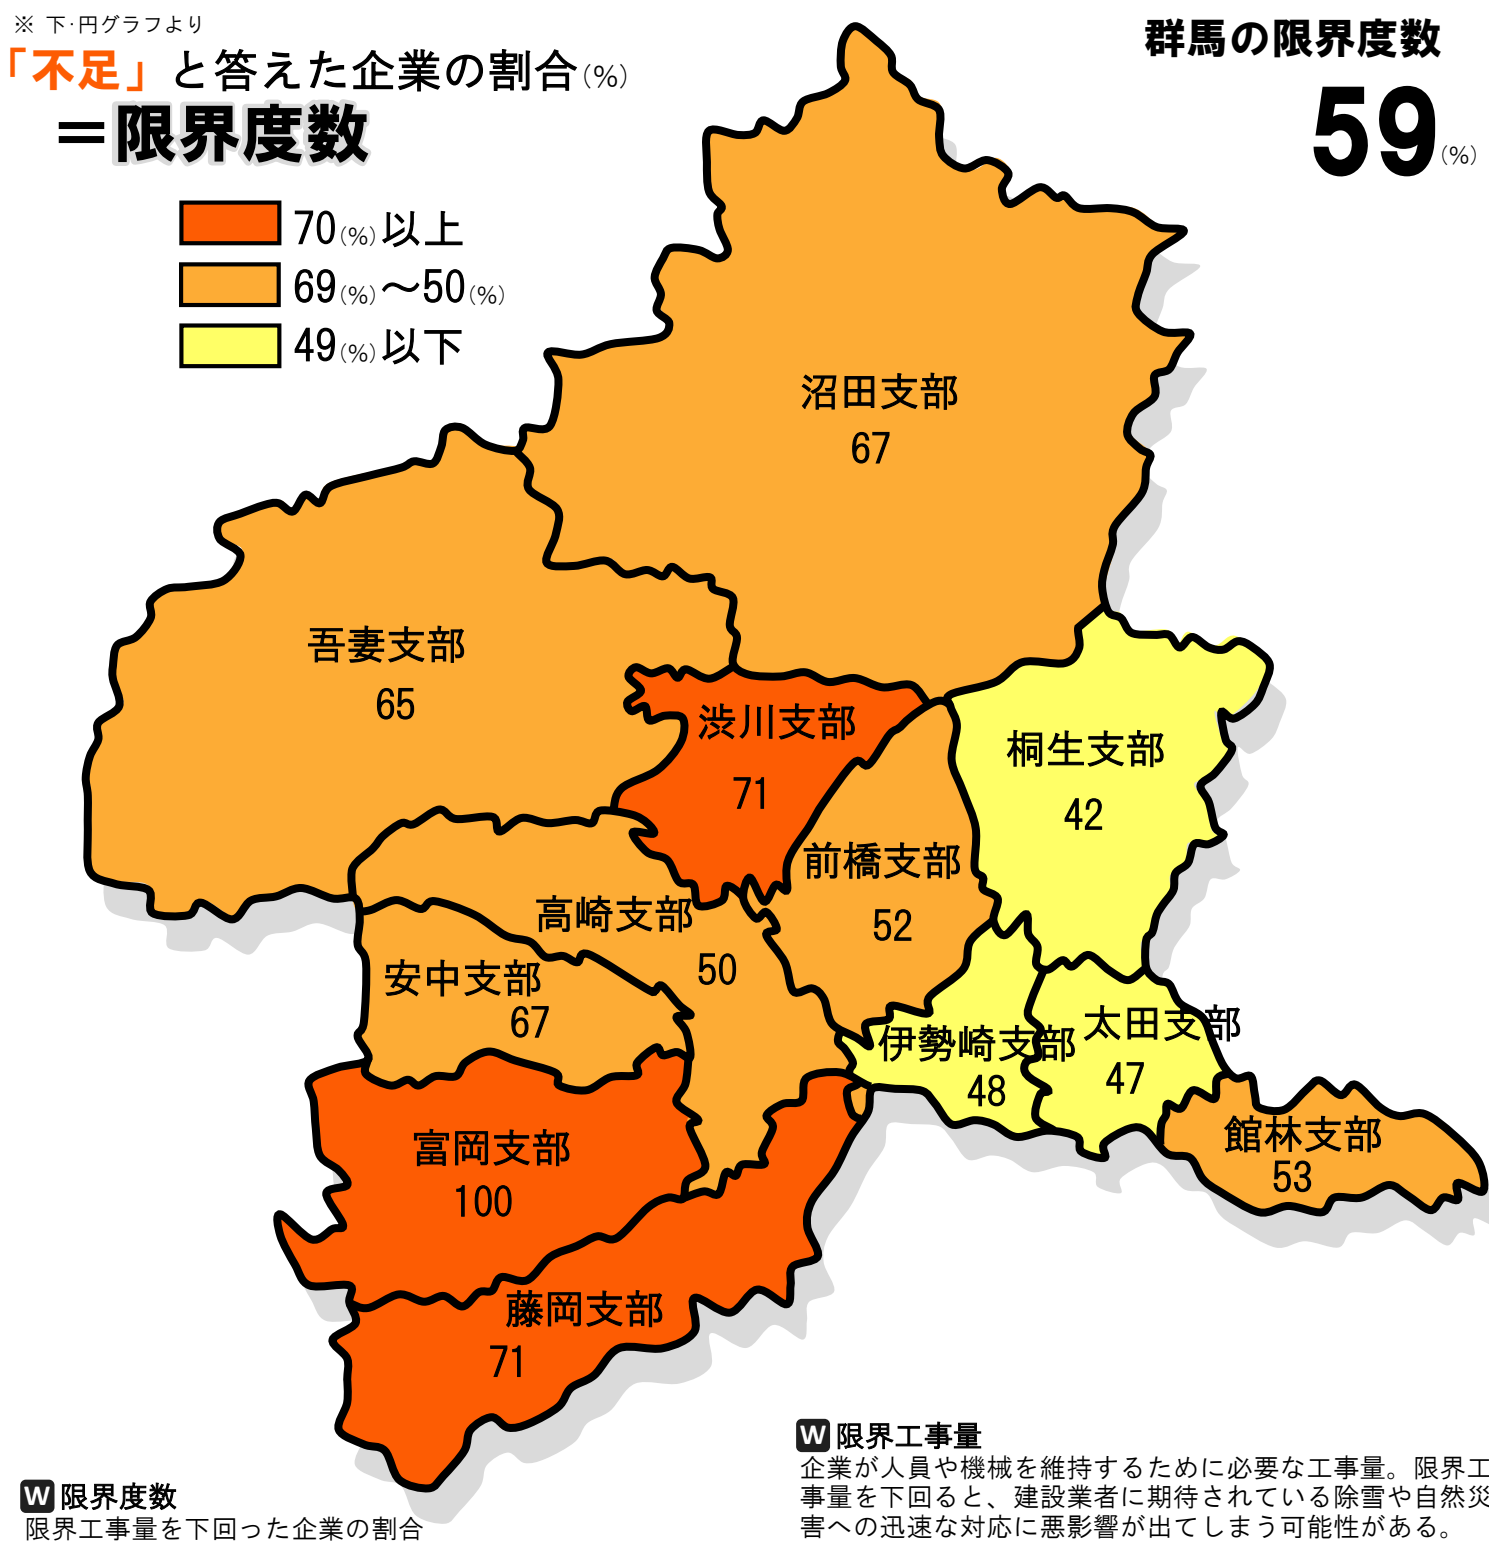 ※ 下・円グラフより
「不足」と答えた企業の割合(%)
＝限界度数
群馬の限界度数
59(%)
70(%)以上
69(%)〜50(%)
49(%)以下
沼田支部
67
吾妻支部
65
渋川支部
71
桐生支部
42
前橋支部
52
高崎支部
50
安中支部
67
伊勢崎支部
48
太田支部
47
館林支部
53
富岡支部
100
藤岡支部
71
W 限界度数
限界工事量を下回った企業の割合
W 限界工事量
企業が人員や機械を維持するために必要な工事量。限界工
事量を下回ると、建設業者に期待されている除雪や自然災
害への迅速な対応に悪影響が出てしまう可能性がある。